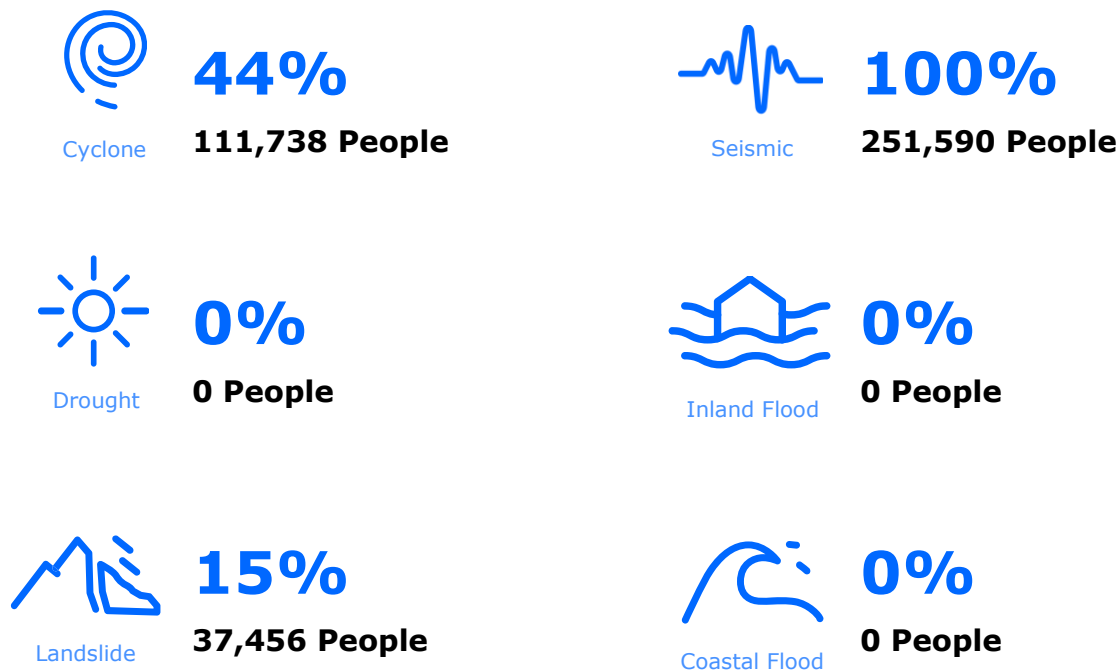 44%
111,738 People
Cyclone
100%
251,590 People
Seismic
0%
0 People
Drought
0%
0 People
Inland Flood
15%
37,456 People
Landslide
0%
0 People
Coastal Flood